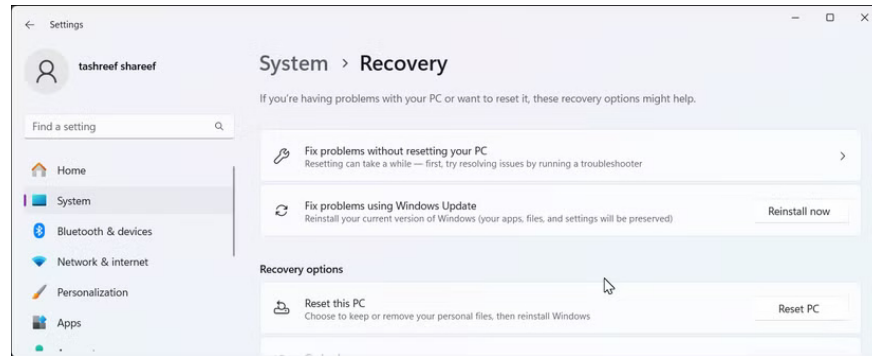 Settings
tashreef shareef
System > Recovery
If you're having problems with your PC or want to reset it, these recovery options might help.
Find a setting
Fix problems without resetting your PC
Resetting can take a while — first, try resolving issues by running a troubleshooter
Home
System
Fix problems using Windows Update
Reinstall your current version of Windows (your apps, files, and settings will be preserved)
Reinstall now
Bluetooth & devices
Network & internet
Recovery options
Personalization
Reset this PC
Choose to keep or remove your personal files, then reinstall Windows
Reset PC
Apps